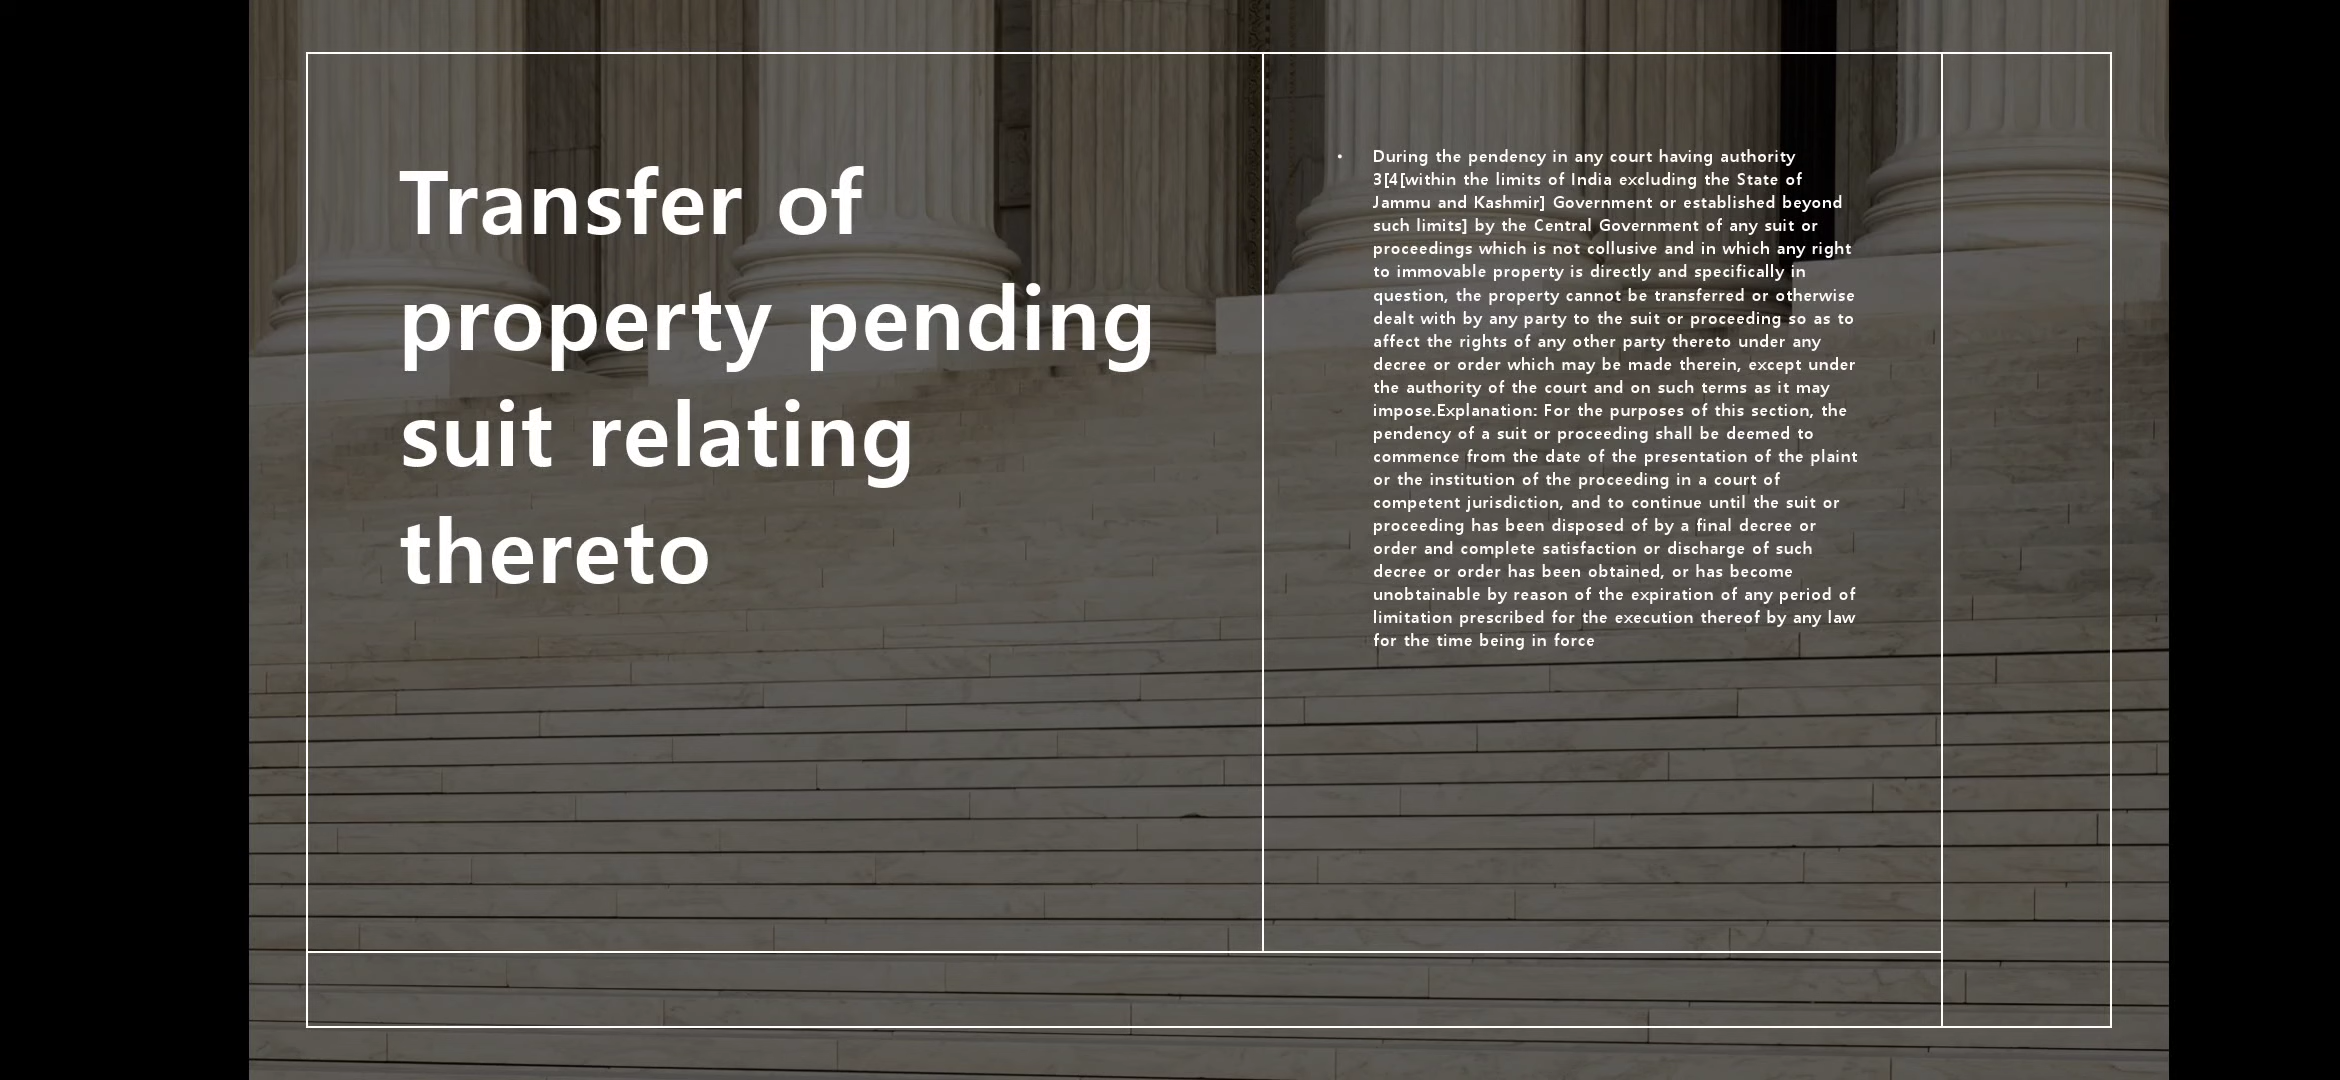 Transfer of
property pending
suit relating
thereto
• During the pendency in any court having authority
3[4[within the limits of India excluding the State of
Jammu and Kashmir] Government or established beyond
such limits] by the Central Government of any suit or
proceedings which is not collusive and in which any right
to immovable property is directly and specifically in
question, the property cannot be transferred or otherwise
dealt with by any party to the suit or proceeding so as to
affect the rights of any other party thereto under any
decree or order which may be made therein, except under
the authority of the court and on such terms as it may
impose.Explanation: For the purposes of this section, the
pendency of a suit or proceeding shall be deemed to
commence from the date of the presentation of the plaint
or the institution of the proceeding in a court of
competent jurisdiction, and to continue until the suit or
proceeding has been disposed of by a final decree or
order and complete satisfaction or discharge of such
decree or order has been obtained, or has become
unobtainable by reason of the expiration of any period of
limitation prescribed for the execution thereof by any law
for the time being in force